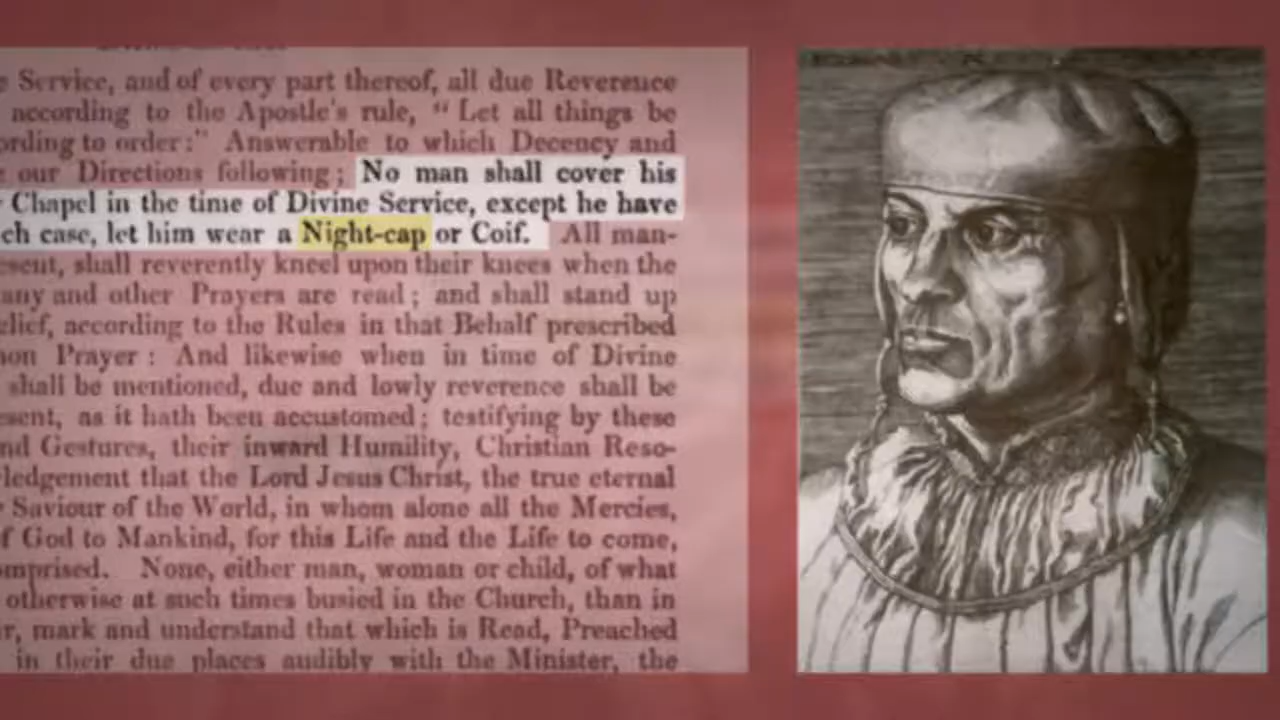 Service, and of every part thereof, all due Reverence
according to the Apostle's rule, "Let all things be
ording to order:" Answerable to which Decency and
our Directions following; No man shall cover his
Chapel in the time of Divine Service, except he have
ch case, let him wear a Night-cap or Coif. All man-
esent, shall reverently kneel upon their knees when the
any and other Prayers are read; and shall stand up
elief, according to the Rules in that Behalf prescribed
non Prayer: And likewise when in time of Divine
shall be mentioned, due and lowly reverence shall be
esent, as it hath been accustomed; testifying by these
nd Gestures, their inward Humility, Christian Reso-
ledgement that the Lord Jesus Christ, the true eternal
Saviour of the World, in whom alone all the Mercies,
f God to Mankind, for this Life and the Life to come,
omprised. None, either man, woman or child, of what
otherwise at such times busied in the Church, than in
r, mark and understand that which is Read, Preached
in their due places audibly with the Minister, the